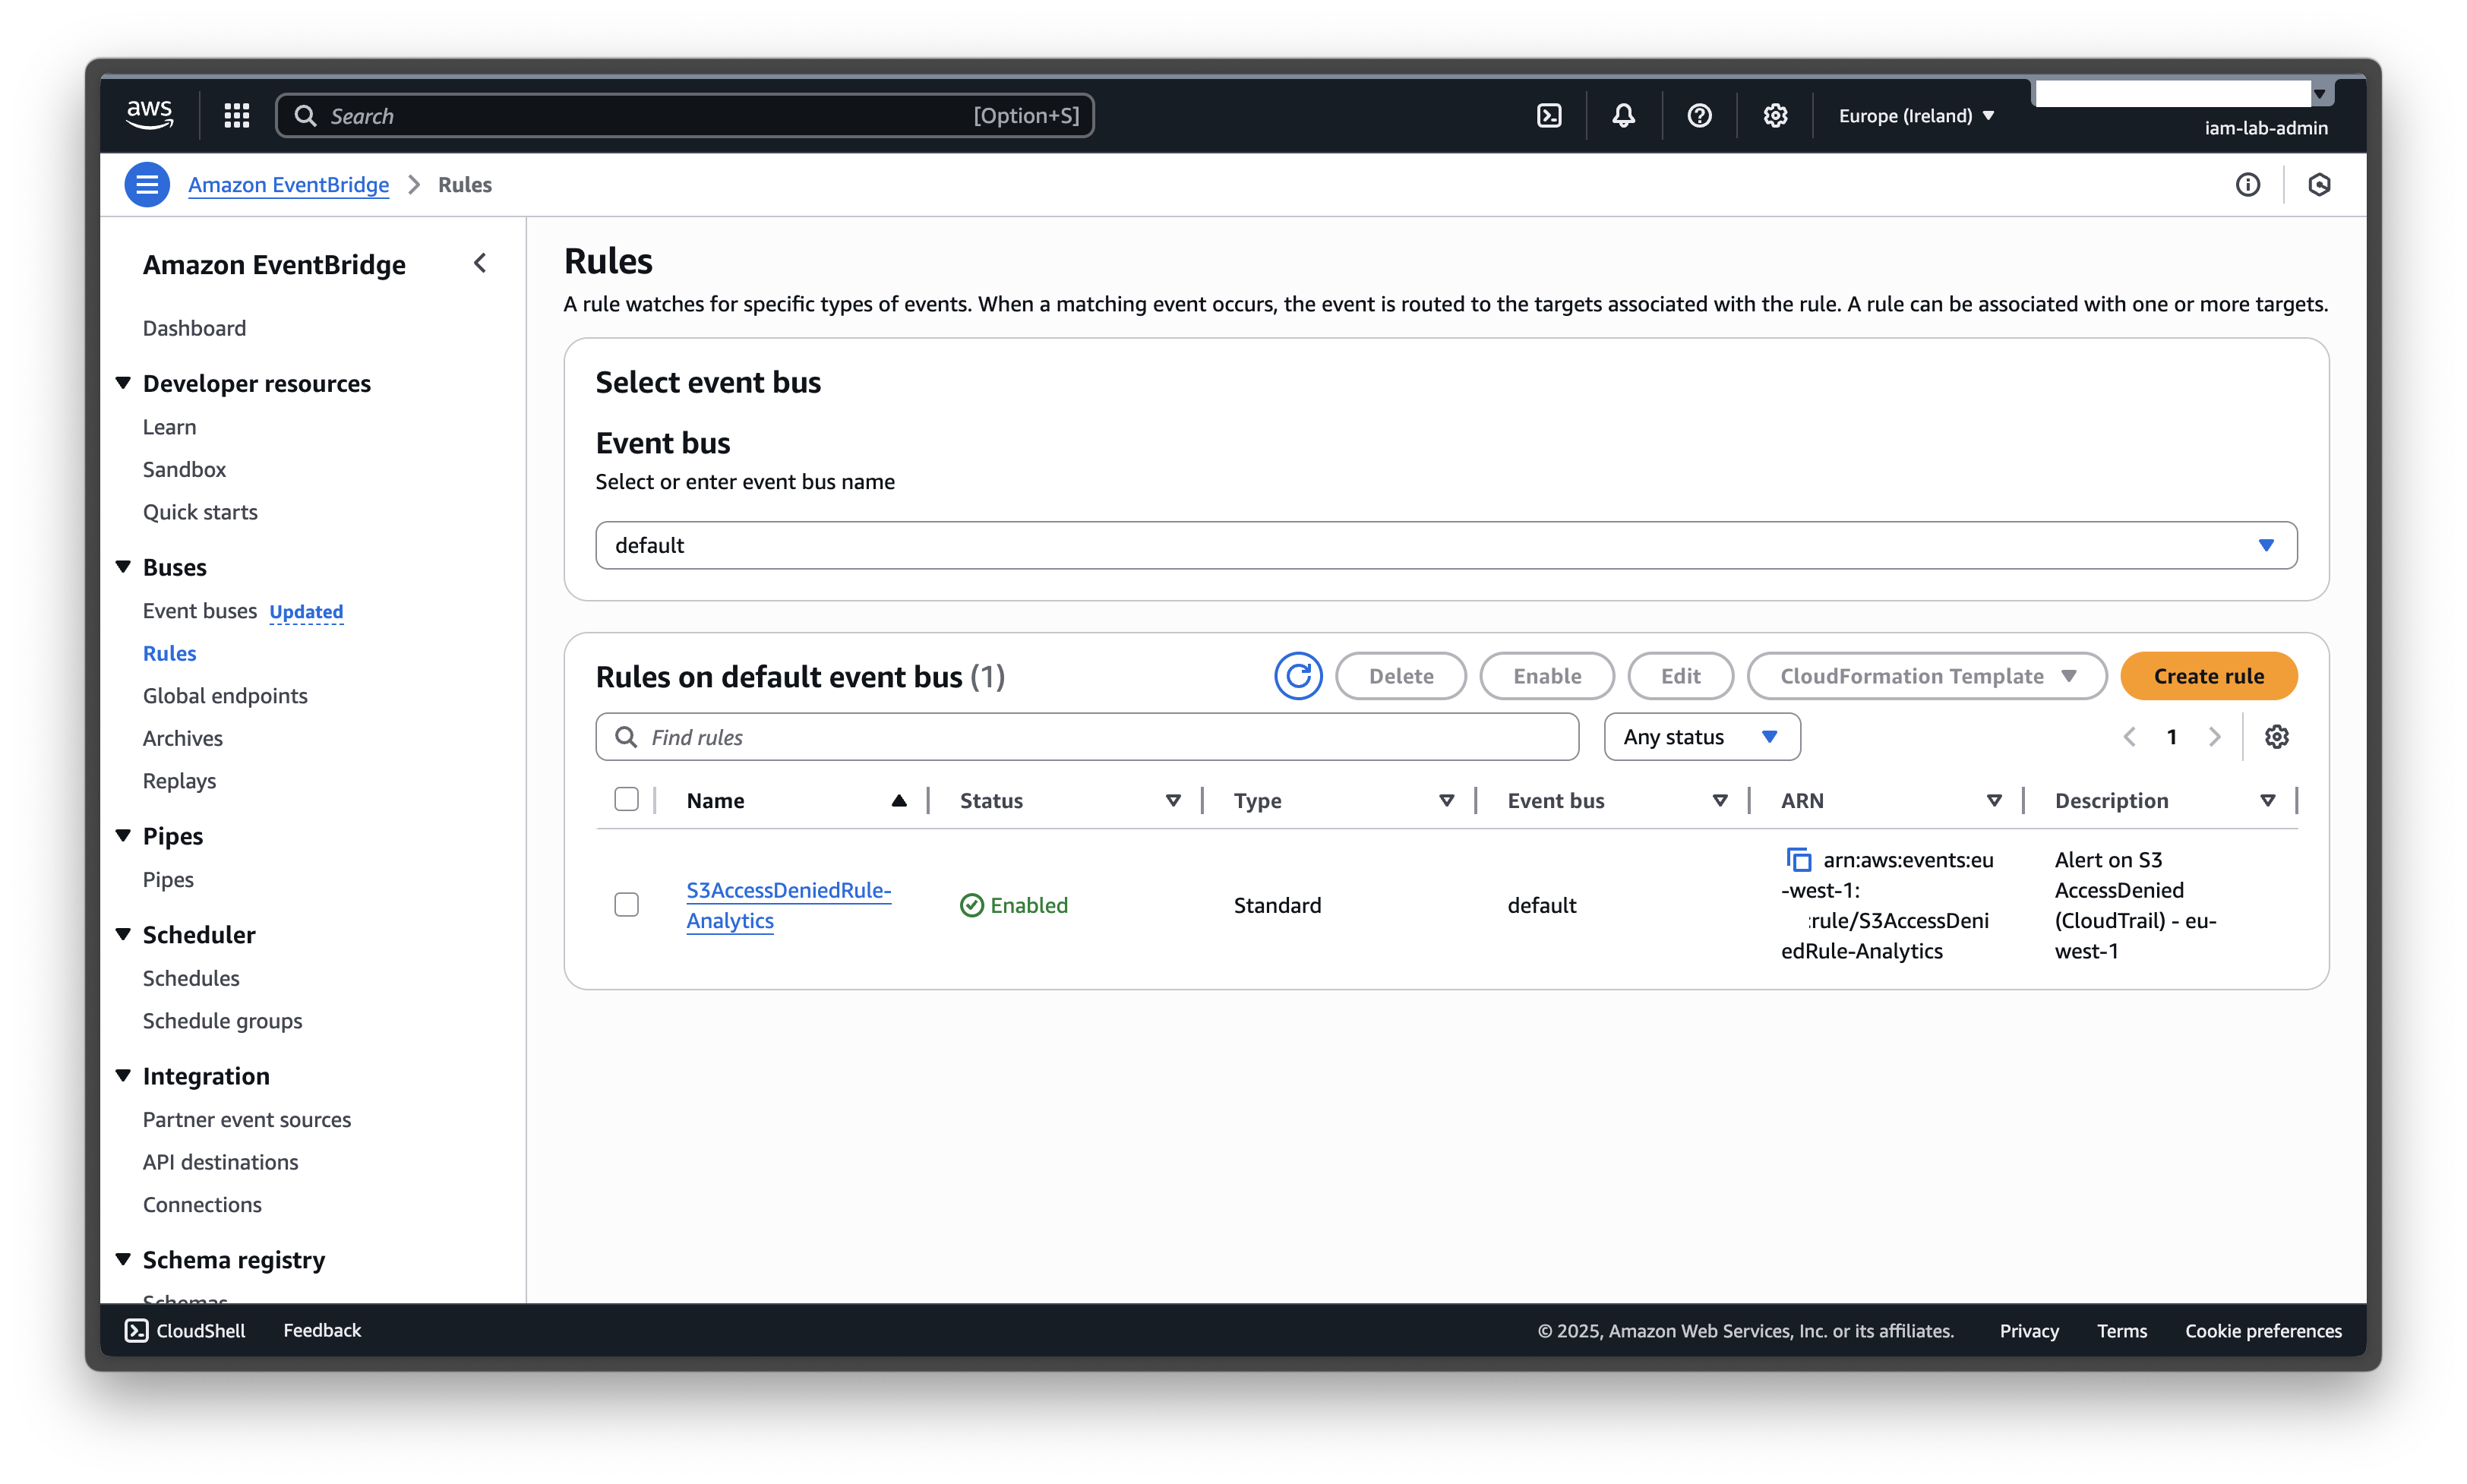 aws
Search [Option+S]
Europe (Ireland)
iam-lab-admin
Amazon EventBridge > Rules
Amazon EventBridge
Dashboard
Developer resources
Learn
Sandbox
Quick starts
Buses
Event buses Updated
Rules
Global endpoints
Archives
Replays
Pipes
Pipes
Scheduler
Schedules
Schedule groups
Integration
Partner event sources
API destinations
Connections
Schema registry
Schemas
Rules
A rule watches for specific types of events. When a matching event occurs, the event is routed to the targets associated with the rule. A rule can be associated with one or more targets.
Select event bus
Event bus
Select or enter event bus name
default
Rules on default event bus (1)
Delete
Enable
Edit
CloudFormation Template
Create rule
Find rules
Any status
1
Name Status Type Event bus ARN Description
S3AccessDeniedRule-
Analytics
Enabled
Standard
default
arn:aws:events:eu
-west-1:
:rule/S3AccessDeni
edRule-Analytics
Alert on S3
AccessDenied
(CloudTrail) - eu-
west-1
CloudShell Feedback
© 2025, Amazon Web Services, Inc. or its affiliates. Privacy Terms Cookie preferences